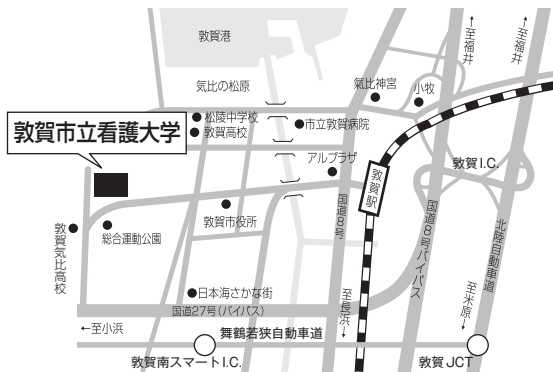 敦賀港
←至福井
←至福井
気比の松原
氣比神宮
小牧
松陵中学校
敦賀高校
市立敦賀病院
敦賀市立看護大学
アルプラザ
敦賀I.C.
敦賀駅
敦賀市役所
国道8号
国道8号バイパス
北陸自動車道
敦賀気比高校
総合運動公園
日本海さかな街
国道27号(バイパス)
至長浜→
至米原→
←至小浜
舞鶴若狭自動車道
敦賀南スマートI.C.
敦賀JCT